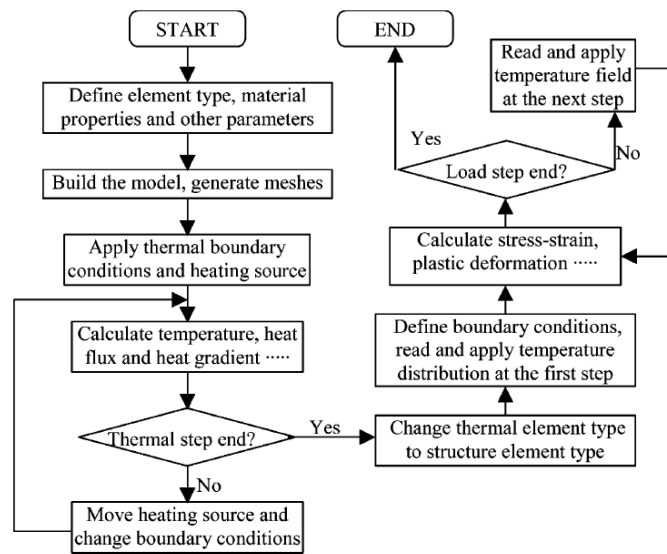 START
Define element type, material
properties and other parameters
Build the model, generate meshes
Apply thermal boundary
conditions and heating source
Calculate temperature, heat
flux and heat gradient ·····
Thermal step end?
No
Move heating source and
change boundary conditions
Yes
Change thermal element type
to structure element type
Define boundary conditions,
read and apply temperature
distribution at the first step
Calculate stress-strain,
plastic deformation ·····
Load step end?
No
Read and apply
temperature field
at the next step
Yes
END